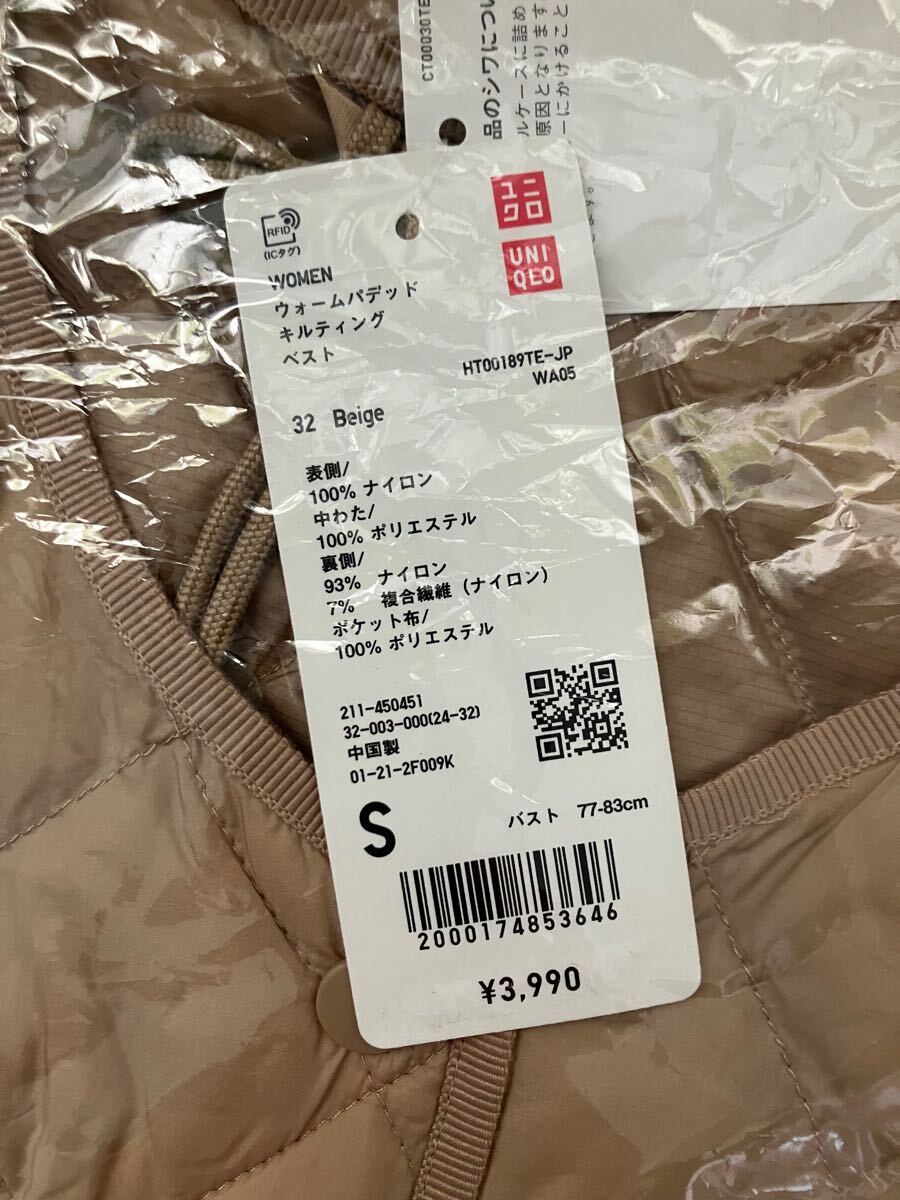 CT00030TE
品のシワについ
ルケースに詰め
原因となります
ーにかけること
ます。
ユニ
クロ
UNI
QLO
RFID
(ICタグ)
WOMEN
ウォームパデッド
キルティング
ベスト
HT00189TE-JP
WA05
32 Beige
表側/
100% ナイロン
中わた/
100% ポリエステル
裏側/
93% ナイロン
7% 複合繊維（ナイロン）
ポケット布/
100% ポリエステル
211-450451
32-003-000(24-32)
中国製
01-21-2F009K
S
バスト 77-83cm
2000174853646
¥3,990